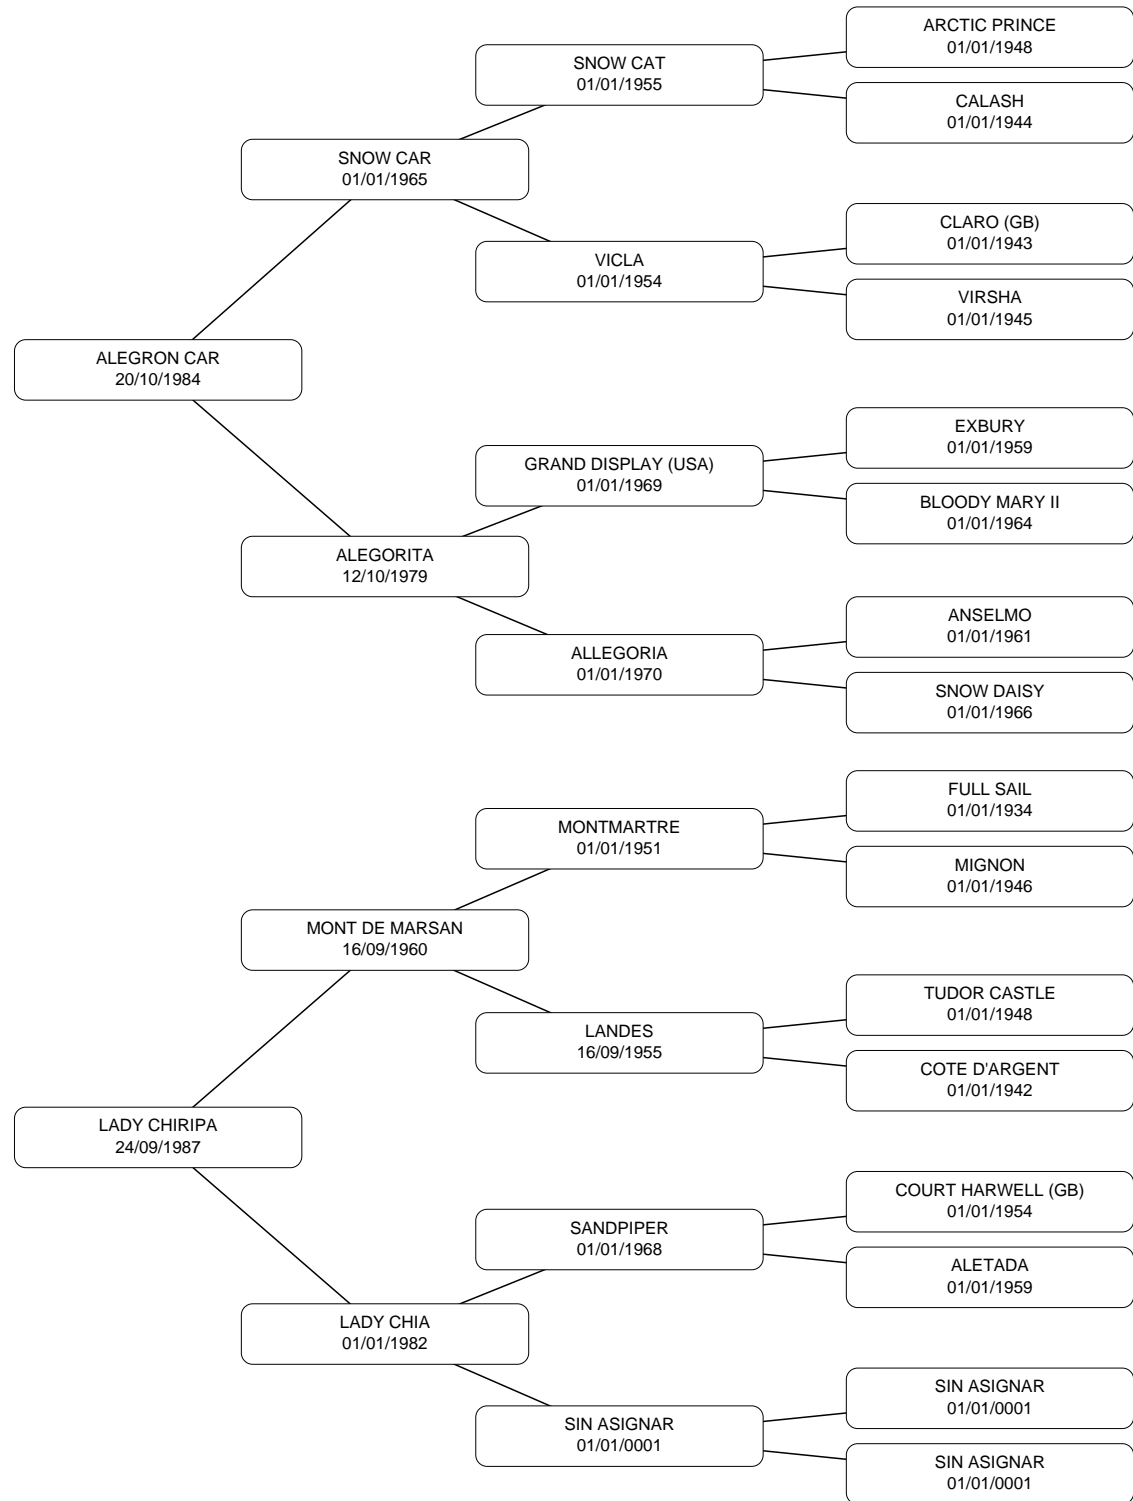 ARCTIC PRINCE
01/01/1948
SNOW CAT
01/01/1955
CALASH
01/01/1944
SNOW CAR
01/01/1965
CLARO (GB)
01/01/1943
VICLA
01/01/1954
VIRSHA
01/01/1945
ALEGRON CAR
20/10/1984
EXBURY
01/01/1959
GRAND DISPLAY (USA)
01/01/1969
BLOODY MARY II
01/01/1964
ALEGORITA
12/10/1979
ANSELMO
01/01/1961
ALLEGORIA
01/01/1970
SNOW DAISY
01/01/1966
FULL SAIL
01/01/1934
MONTMARTRE
01/01/1951
MIGNON
01/01/1946
MONT DE MARSAN
16/09/1960
TUDOR CASTLE
01/01/1948
LANDES
16/09/1955
COTE D'ARGENT
01/01/1942
LADY CHIRIPA
24/09/1987
COURT HARWELL (GB)
01/01/1954
SANDPIPER
01/01/1968
ALETADA
01/01/1959
LADY CHIA
01/01/1982
SIN ASIGNAR
01/01/0001
SIN ASIGNAR
01/01/0001
SIN ASIGNAR
01/01/0001